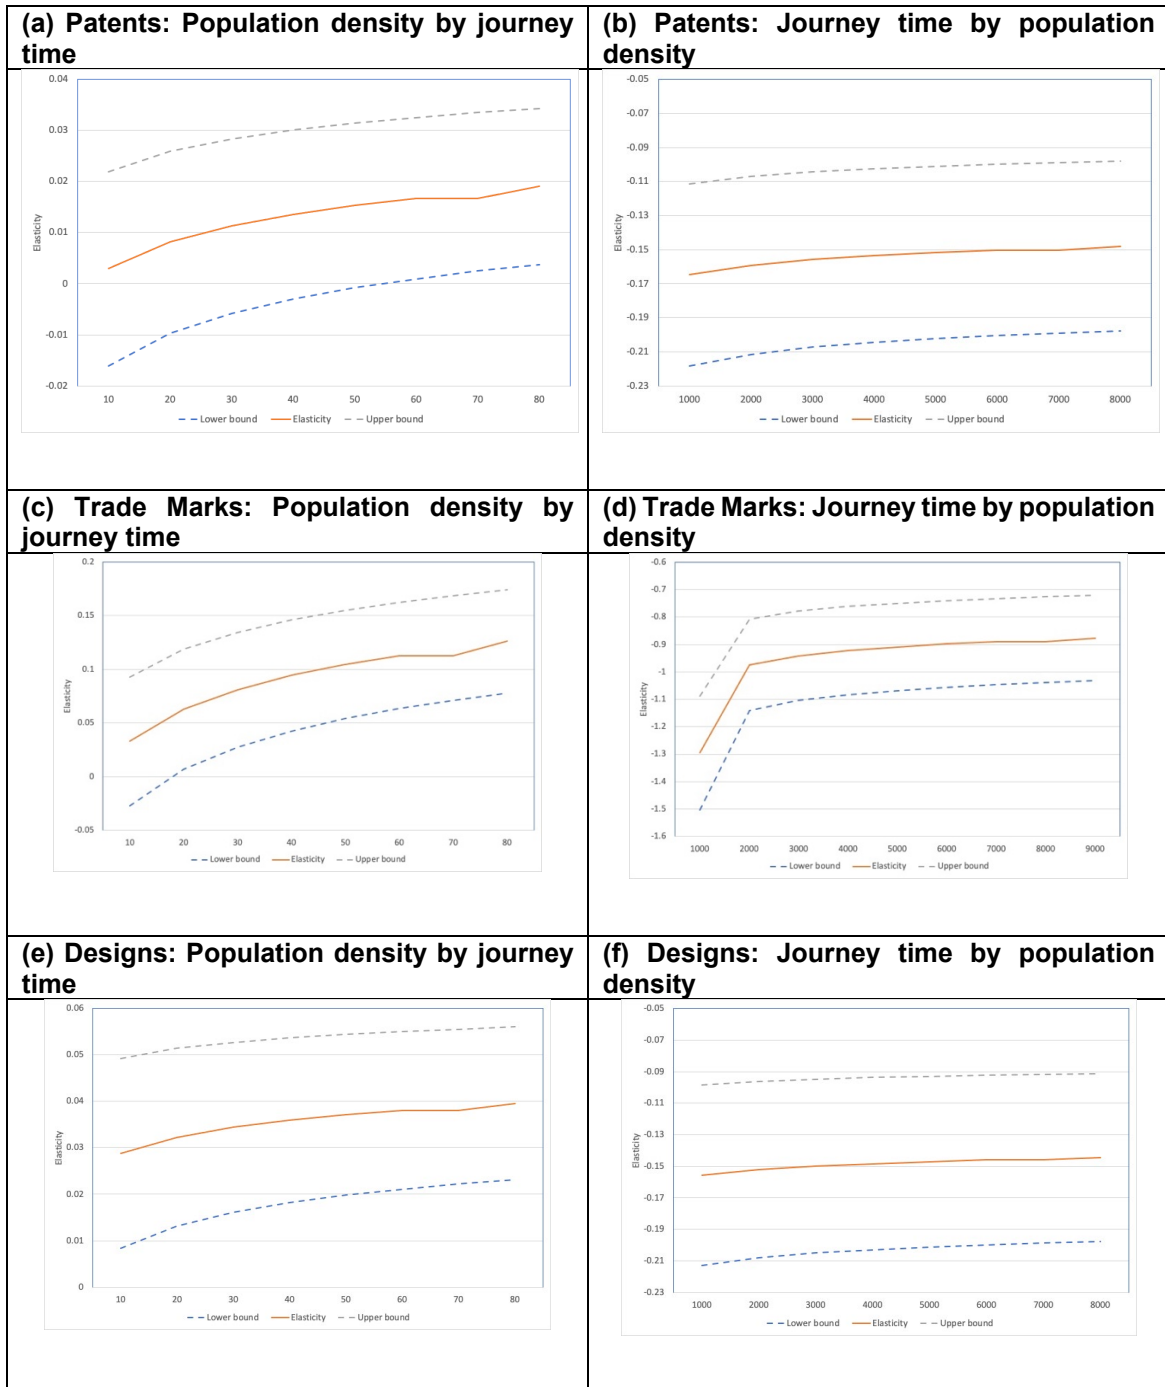 (a) Patents: Population density by journey
time
0.04
0.03
0.02
0.01
0
-0.01
-0.02
Elasticity
10 20 30 40 50 60 70 80
Lower bound Elasticity Upper bound
(b) Patents: Journey time by population
density
-0.05
-0.07
-0.09
-0.11
-0.13
-0.15
-0.17
-0.19
-0.21
-0.23
Elasticity
1000 2000 3000 4000 5000 6000 7000 8000
Lower bound Elasticity Upper bound
(c) Trade Marks: Population density by
journey time
0.2
0.15
0.1
0.05
0
-0.05
Elasticity
10 20 30 40 50 60 70 80
Lower bound Elasticity Upper bound
(d) Trade Marks: Journey time by population
density
-0.6
-0.7
-0.8
-0.9
-1
-1.1
-1.2
-1.3
-1.4
-1.5
-1.6
Elasticity
1000 2000 3000 4000 5000 6000 7000 8000 9000
Lower bound Elasticity Upper bound
(e) Designs: Population density by journey
time
0.06
0.05
0.04
0.03
0.02
0.01
0
Elasticity
10 20 30 40 50 60 70 80
Lower bound Elasticity Upper bound
(f) Designs: Journey time by population
density
-0.05
-0.07
-0.09
-0.11
-0.13
-0.15
-0.17
-0.19
-0.21
-0.23
Elasticity
1000 2000 3000 4000 5000 6000 7000 8000
Lower bound Elasticity Upper bound